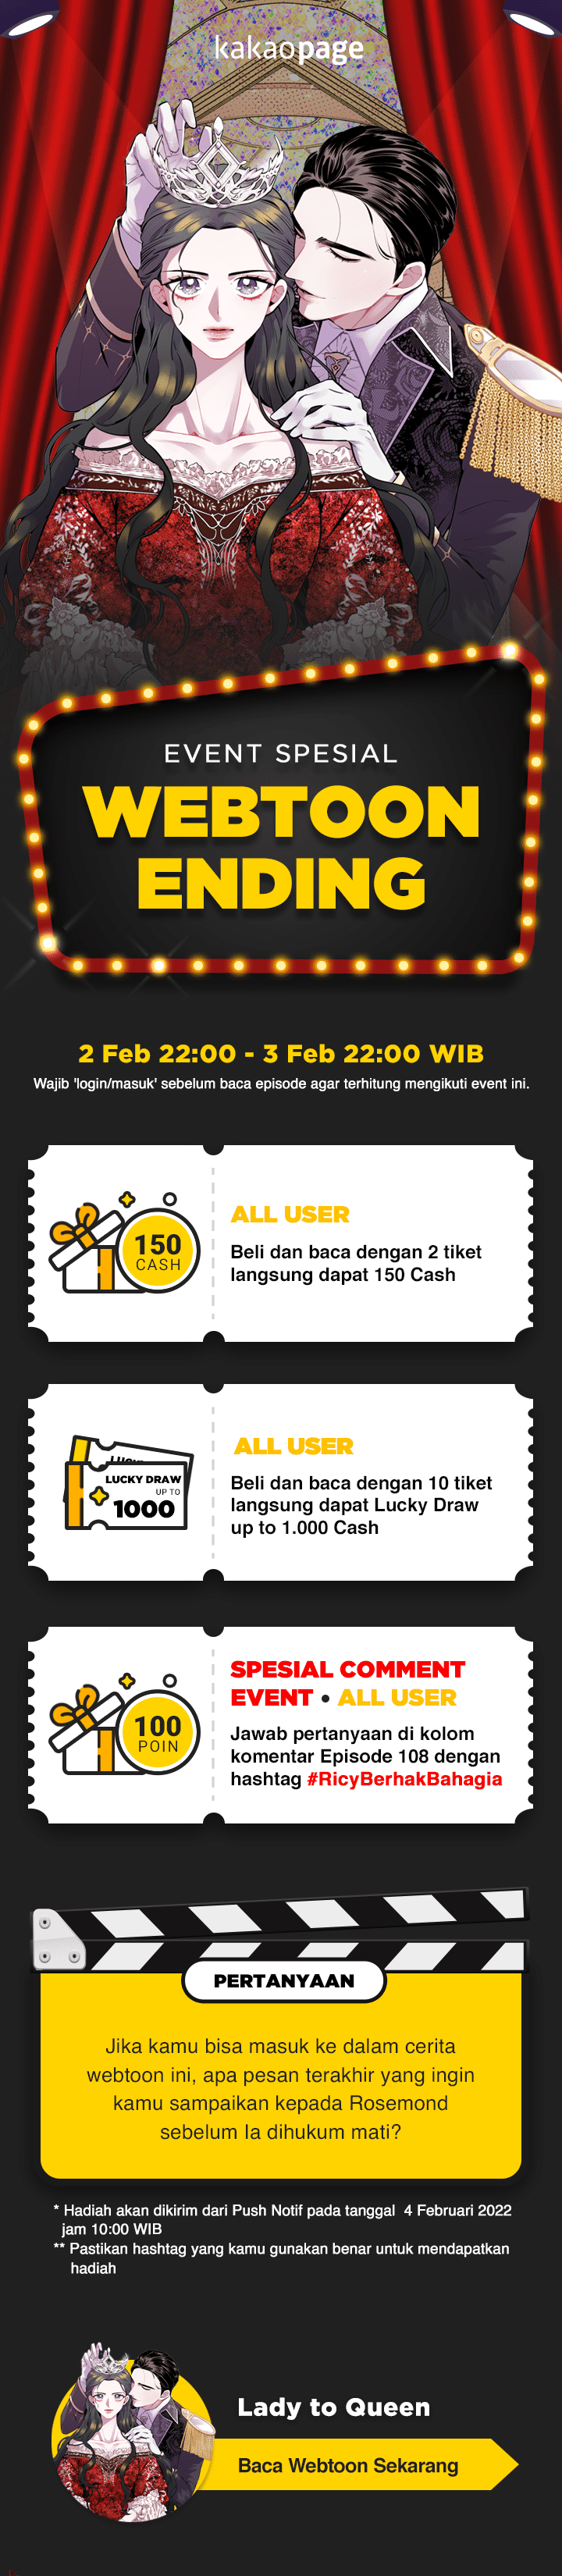 kakaopage
EVENT SPESIAL
WEBTOON
ENDING
2 Feb 22:00 - 3 Feb 22:00 WIB
Wajib 'login/masuk' sebelum baca episode agar terhitung mengikuti event ini.
150
CASH
ALL USER
Beli dan baca dengan 2 tiket
langsung dapat 150 Cash
LUCKY DRAW
UP TO
1000
ALL USER
Beli dan baca dengan 10 tiket
langsung dapat Lucky Draw
up to 1.000 Cash
100
POIN
SPESIAL COMMENT
EVENT • ALL USER
Jawab pertanyaan di kolom
komentar Episode 108 dengan
hashtag #RicyBerhakBahagia
PERTANYAAN
Jika kamu bisa masuk ke dalam cerita
webtoon ini, apa pesan terakhir yang ingin
kamu sampaikan kepada Rosemond
sebelum Ia dihukum mati?
* Hadiah akan dikirim dari Push Notif pada tanggal 4 Februari 2022
jam 10:00 WIB
** Pastikan hashtag yang kamu gunakan benar untuk mendapatkan
hadiah
Lady to Queen
Baca Webtoon Sekarang